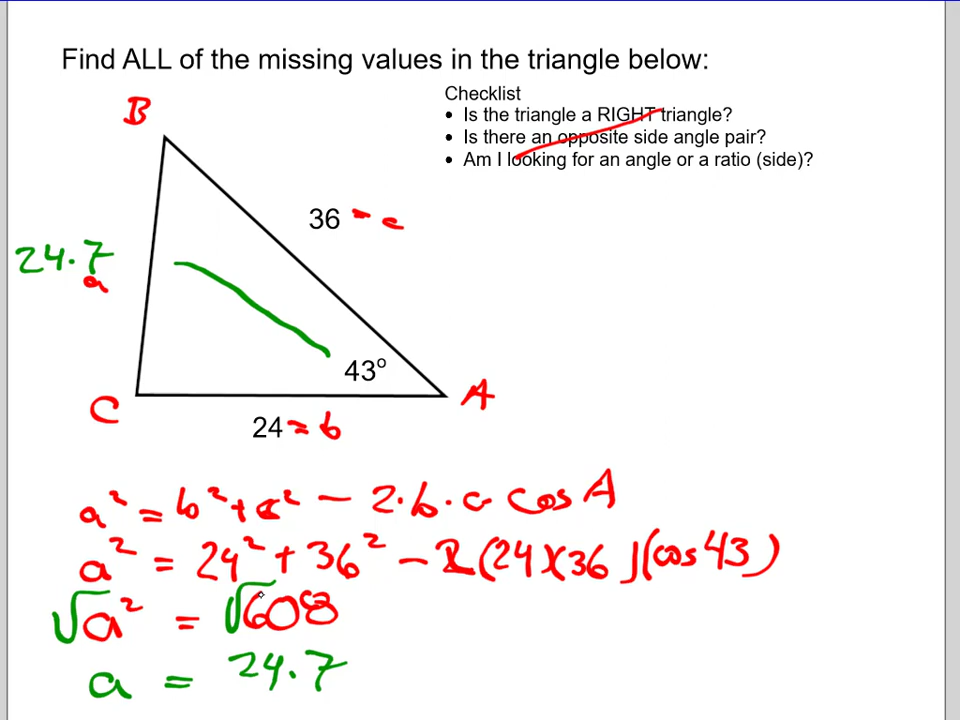 Find ALL of the missing values in the triangle below:
Checklist
• Is the triangle a RIGHT triangle?
• Is there an opposite side angle pair?
• Am I looking for an angle or a ratio (side)?
B
36 - c
24.7
a
43º
A
C
24 = b
a² = b² + c² - 2·b·c cos A
a² = 24² + 36² - 2(24)(36)(cos 43)
√a² = √608
a = 24.7